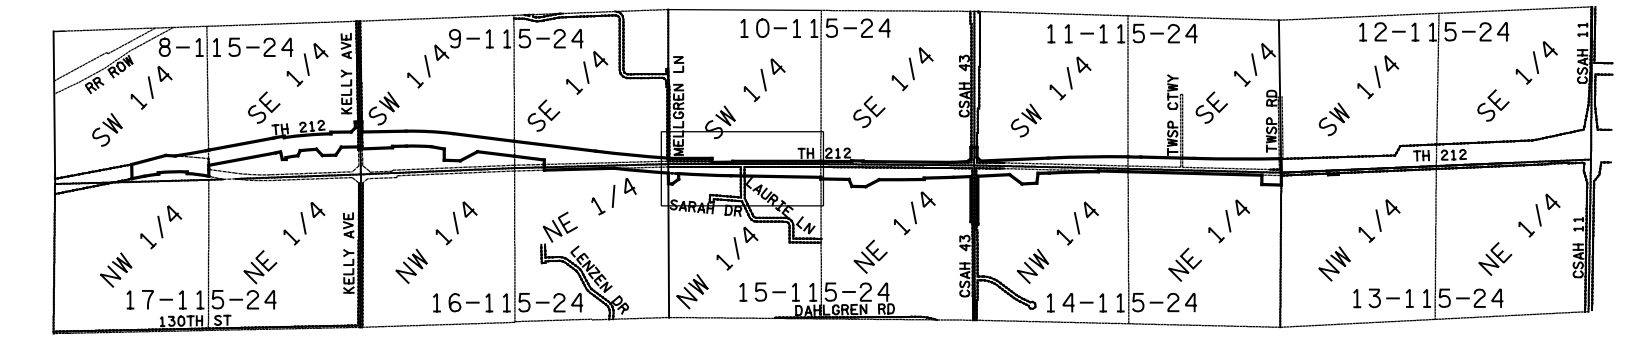 8-115-24
9-115-24
10-115-24
11-115-24
12-115-24
RR ROW
SW 1/4
SE 1/4
KELLY AVE
SW 1/4
SE 1/4
MELLGREN LN
SW 1/4
SE 1/4
CSAH 43
SW 1/4
TWSP CTWY
SE 1/4
TWSP RD
SW 1/4
SE 1/4
CSAH 11
TH 212
TH 212
TH 212
NW 1/4
NE 1/4
KELLY AVE
NW 1/4
NE 1/4
LENZEN DR
SARAH DR
LAURIE LN
NW 1/4
NE 1/4
CSAH 43
NW 1/4
NE 1/4
NW 1/4
NE 1/4
CSAH 11
17-115-24
16-115-24
15-115-24
14-115-24
13-115-24
130TH ST
DAHLGREN RD